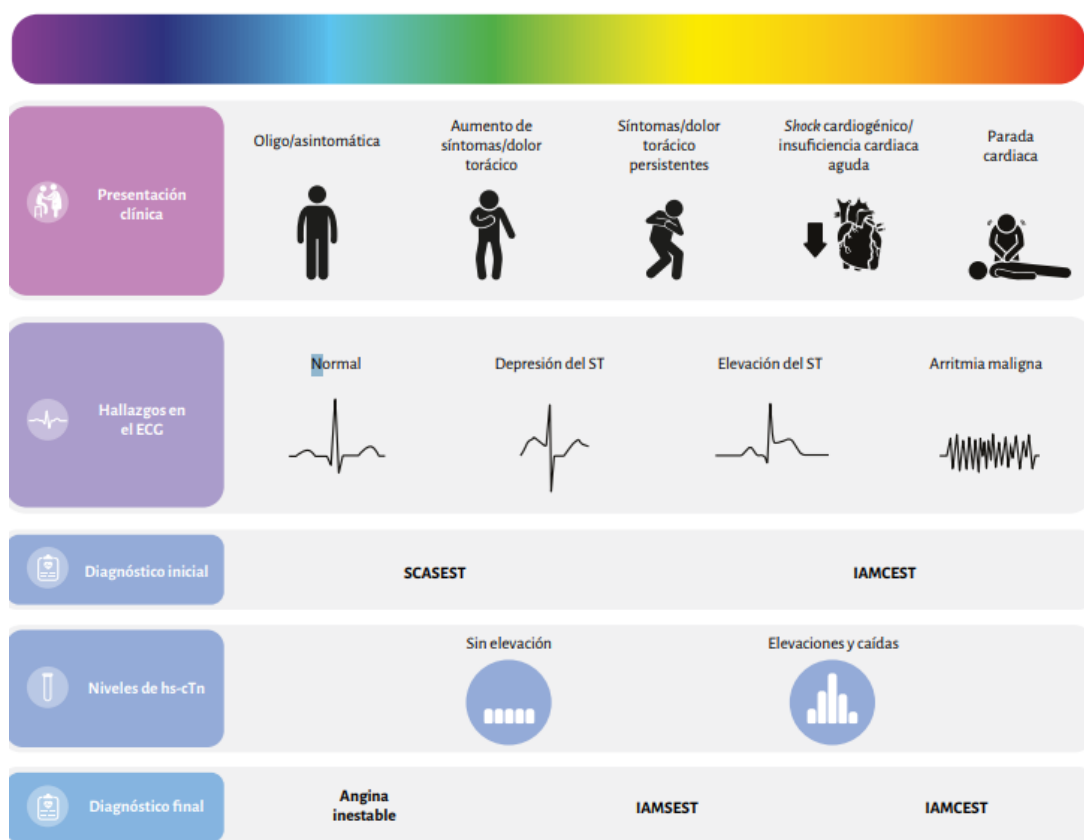 Presentación
clínica
Oligo/asintomática
Aumento de
síntomas/dolor
torácico
Síntomas/dolor
torácico
persistentes
Shock cardiogénico/
insuficiencia cardiaca
aguda
Parada
cardiaca
Hallazgos en
el ECG
Normal
Depresión del ST
Elevación del ST
Arritmia maligna
Diagnóstico inicial
SCASEST
IAMCEST
Niveles de hs-cTn
Sin elevación
Elevaciones y caídas
Diagnóstico final
Angina
inestable
IAMSEST
IAMCEST